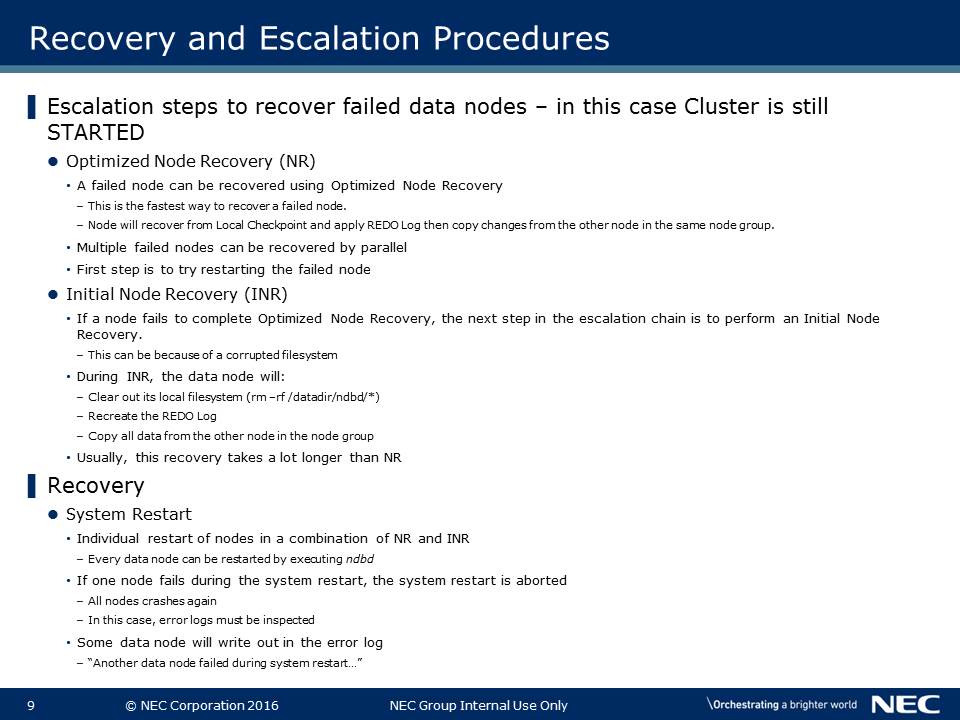 Recovery and Escalation Procedures
Escalation steps to recover failed data nodes – in this case Cluster is still
STARTED
Optimized Node Recovery (NR)
• A failed node can be recovered using Optimized Node Recovery
– This is the fastest way to recover a failed node.
– Node will recover from Local Checkpoint and apply REDO Log then copy changes from the other node in the same node group.
• Multiple failed nodes can be recovered by parallel
• First step is to try restarting the failed node
Initial Node Recovery (INR)
• If a node fails to complete Optimized Node Recovery, the next step in the escalation chain is to perform an Initial Node
Recovery.
– This can be because of a corrupted filesystem
• During INR, the data node will:
– Clear out its local filesystem (rm –rf /datadir/ndbd/*)
– Recreate the REDO Log
– Copy all data from the other node in the node group
• Usually, this recovery takes a lot longer than NR
Recovery
System Restart
• Individual restart of nodes in a combination of NR and INR
– Every data node can be restarted by executing ndbd
• If one node fails during the system restart, the system restart is aborted
– All nodes crashes again
– In this case, error logs must be inspected
• Some data node will write out in the error log
– “Another data node failed during system restart…”
9 © NEC Corporation 2016 NEC Group Internal Use Only \Orchestrating a brighter world NEC